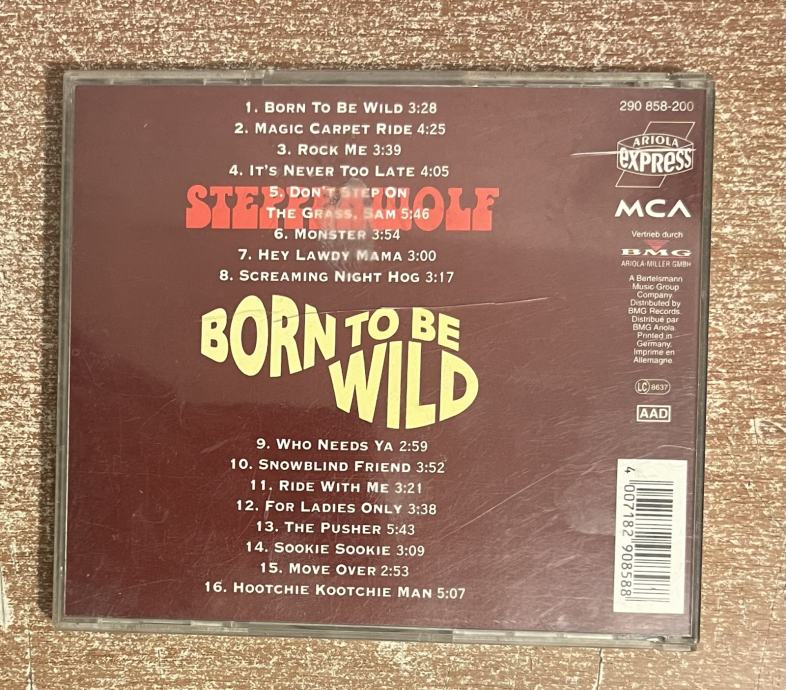 1. BORN TO BE WILD 3:28
2. MAGIC CARPET RIDE 4:25
3. ROCK ME 3:39
4. IT'S NEVER TOO LATE 4:05
5. DON'T STEP ON
THE GRASS, SAM 5:46
STEPPENWOLF
6. MONSTER 3:54
7. HEY LAWDY MAMA 3:00
8. SCREAMING NIGHT HOG 3:17
BORN TO BE
WILD
9. WHO NEEDS YA 2:59
10. SNOWBLIND FRIEND 3:52
11. RIDE WITH ME 3:21
12. FOR LADIES ONLY 3:38
13. THE PUSHER 5:43
14. SOOKIE SOOKIE 3:09
15. MOVE OVER 2:53
16. HOOTCHIE KOOTCHIE MAN 5:07
290 858-200
ARIOLA
EXPRESS
MCA
Vertrieb durch
BMG
ARIOLA-MILLER GMBH
A Bertelsmann
Music Group
Company.
Distributed by
BMG Records.
Distribué par
BMG Ariola.
Printed in
Germany.
Imprimé en
Allemagne.
LC 8637
AAD
4 007182 908588